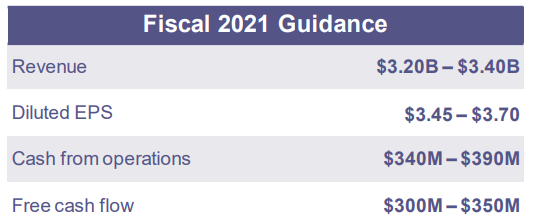 Fiscal 2021 Guidance
Revenue $3.20B – $3.40B
Diluted EPS $3.45 – $3.70
Cash from operations $340M – $390M
Free cash flow $300M – $350M